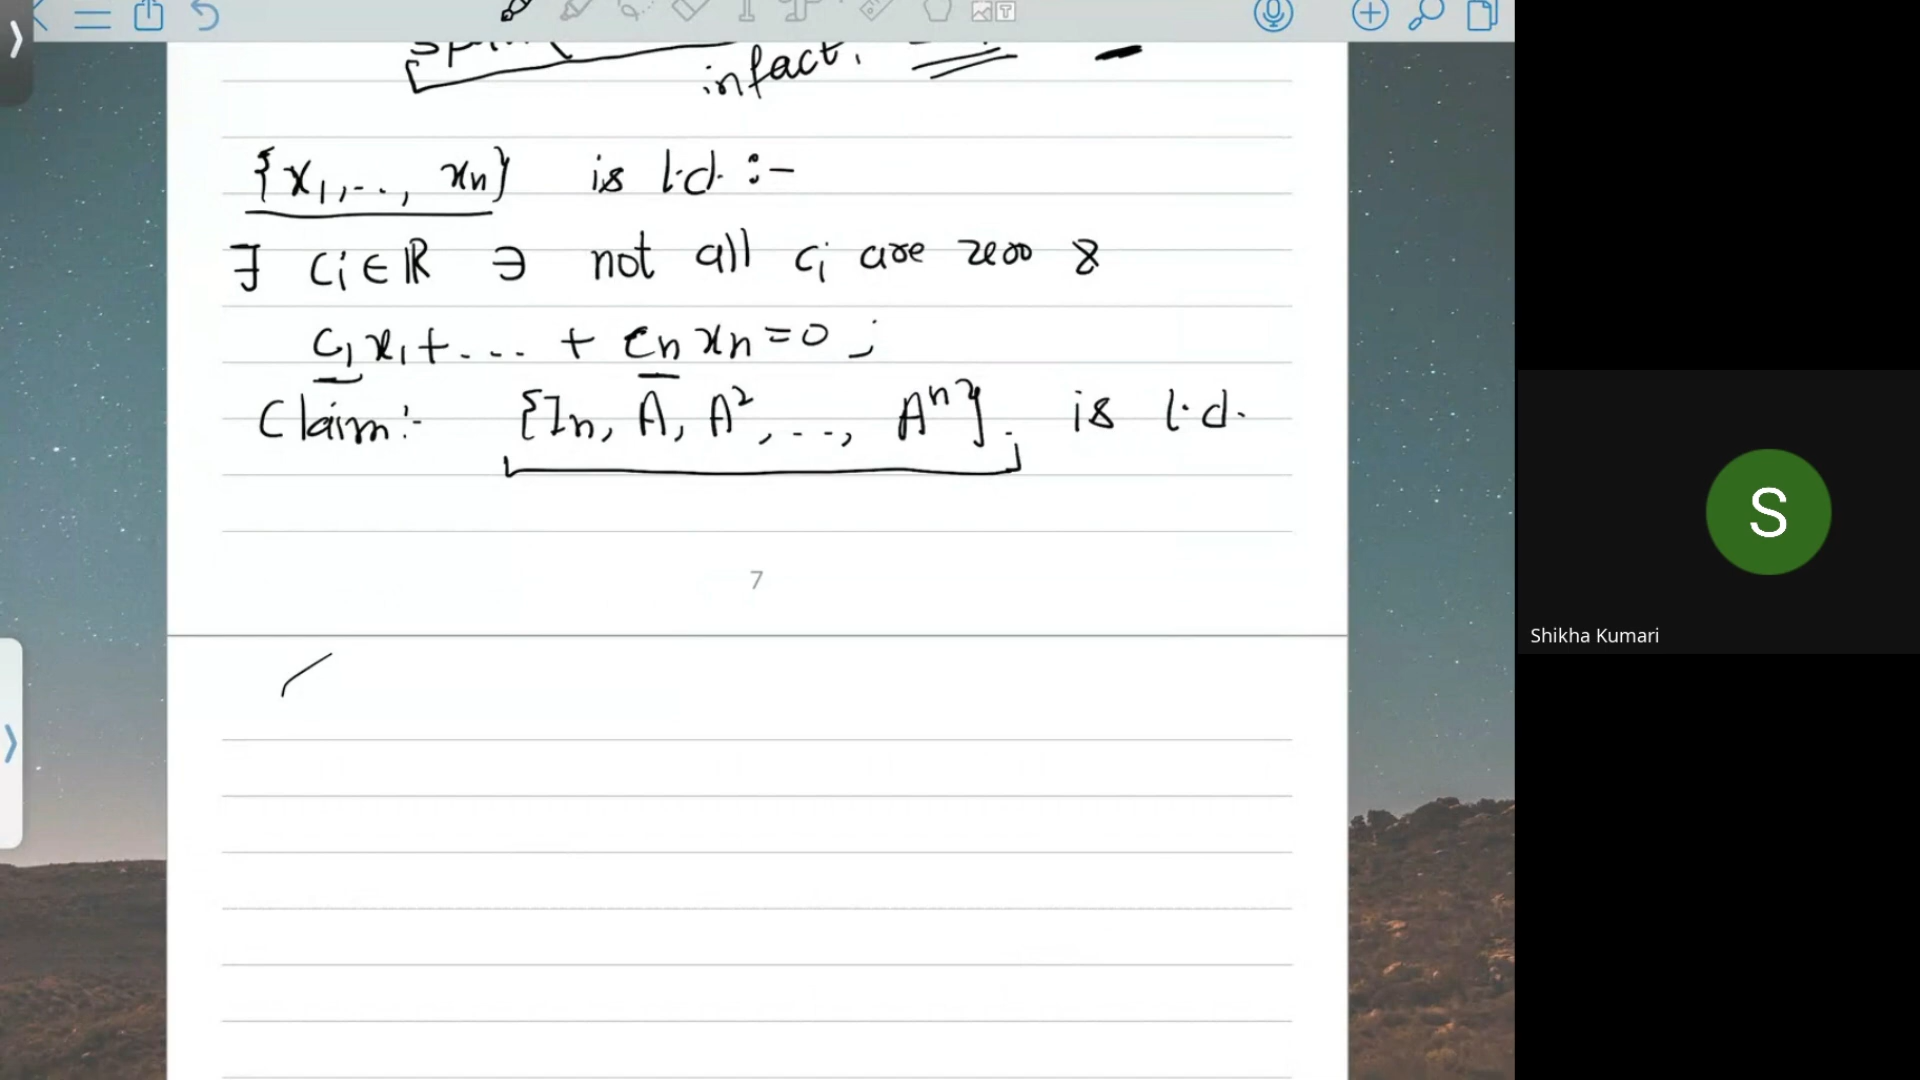 infact.
{x1,.., xn} is l.d. :-
∃ ci ∈ ℝ ∋ not all ci are zero &
c1x1+... + cnxn=0;
Claim:- {In, A, A², ..., Aⁿ}. is l.d.
7
S
Shikha Kumari